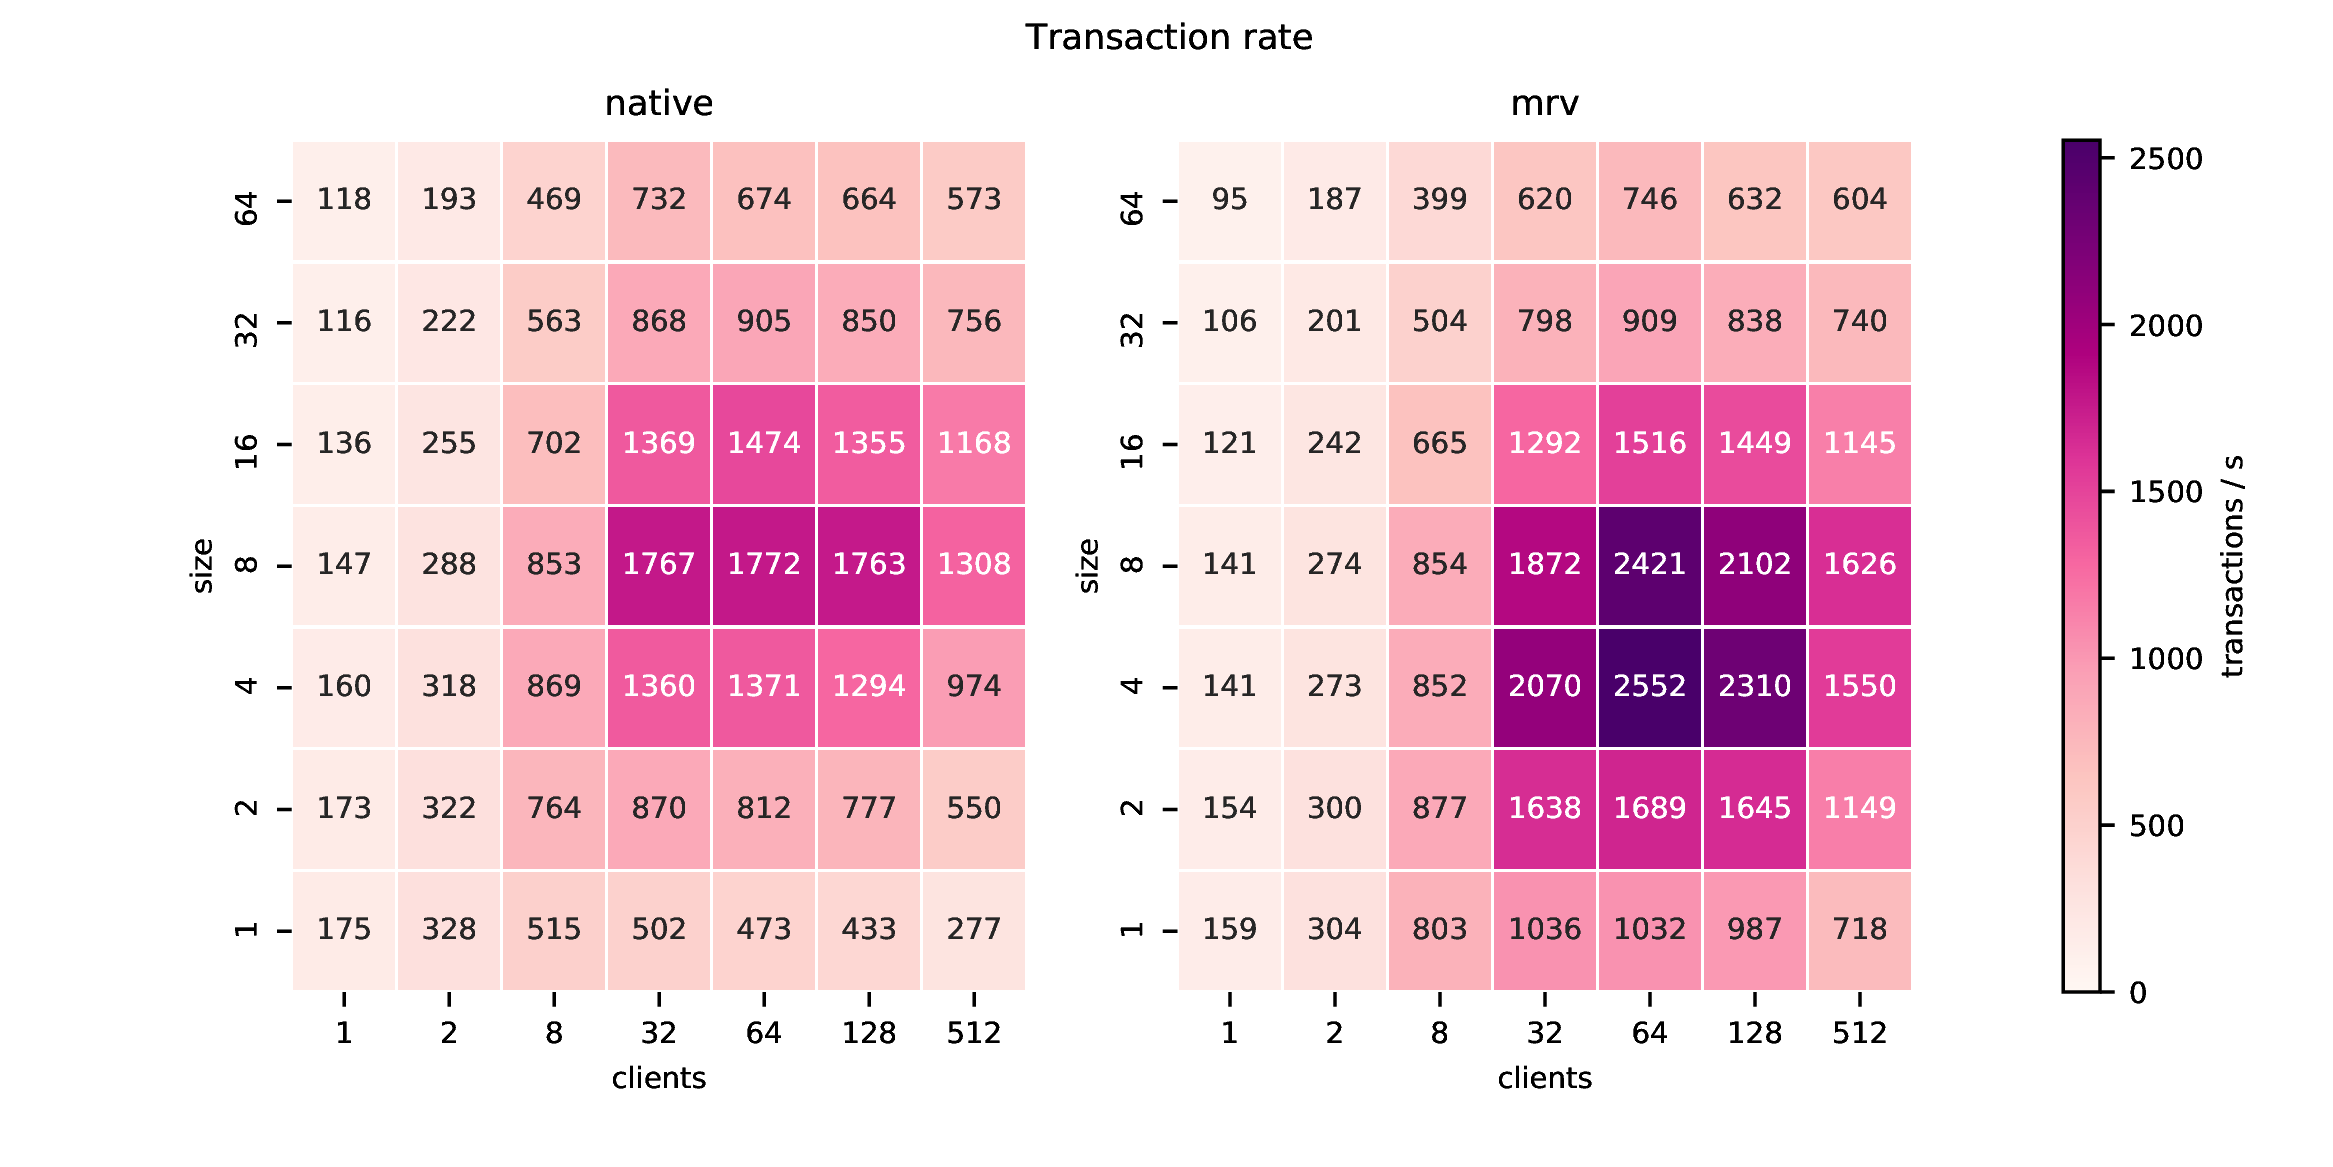 Transaction rate
native
mrv
64 118 193 469 732 674 664 573
32 116 222 563 868 905 850 756
16 136 255 702 1369 1474 1355 1168
8 147 288 853 1767 1772 1763 1308
4 160 318 869 1360 1371 1294 974
2 173 322 764 870 812 777 550
1 175 328 515 502 473 433 277
size
1 2 8 32 64 128 512
clients
64 95 187 399 620 746 632 604
32 106 201 504 798 909 838 740
16 121 242 665 1292 1516 1449 1145
8 141 274 854 1872 2421 2102 1626
4 141 273 852 2070 2552 2310 1550
2 154 300 877 1638 1689 1645 1149
1 159 304 803 1036 1032 987 718
size
1 2 8 32 64 128 512
clients
2500
2000
1500
1000
500
0
transactions / s